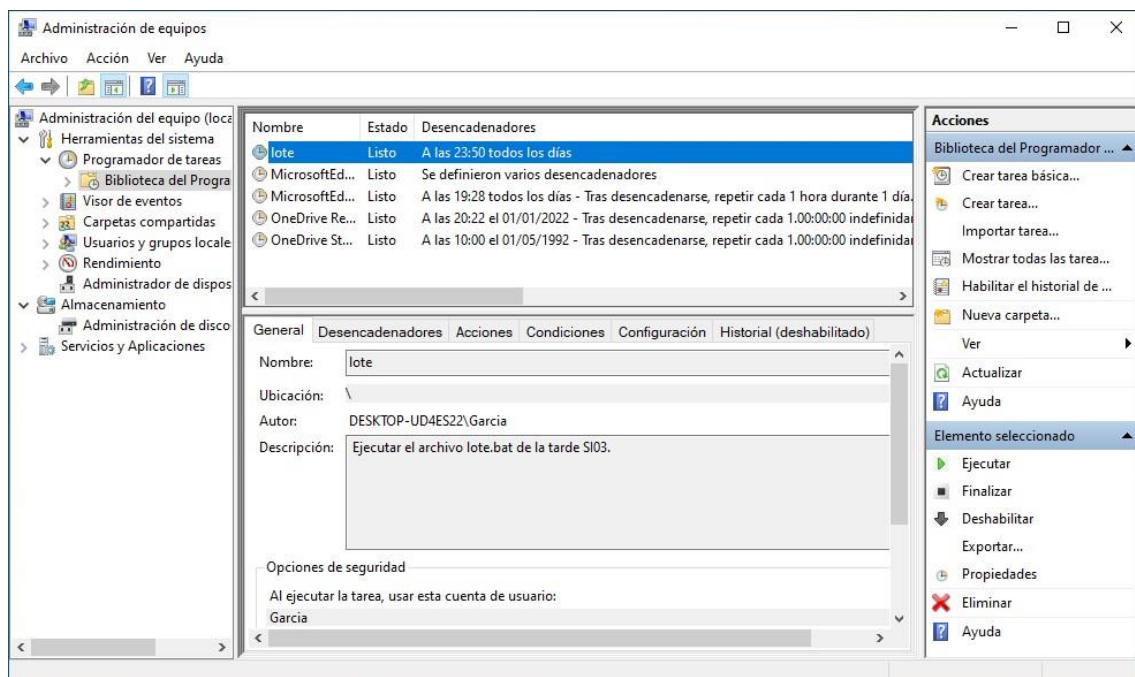 Administración de equipos
Archivo Acción Ver Ayuda
Administración del equipo (loca
Herramientas del sistema
Programador de tareas
Biblioteca del Progra
Visor de eventos
Carpetas compartidas
Usuarios y grupos locale
Rendimiento
Administrador de dispos
Almacenamiento
Administración de disco
Servicios y Aplicaciones
Nombre Estado Desencadenadores
lote Listo A las 23:50 todos los días
MicrosoftEd... Listo Se definieron varios desencadenadores
MicrosoftEd... Listo A las 19:28 todos los días - Tras desencadenarse, repetir cada 1 hora durante 1 día.
OneDrive Re... Listo A las 20:22 el 01/01/2022 - Tras desencadenarse, repetir cada 1.00:00:00 indefinidar
OneDrive St... Listo A las 10:00 el 01/05/1992 - Tras desencadenarse, repetir cada 1.00:00:00 indefinidar
General Desencadenadores Acciones Condiciones Configuración Historial (deshabilitado)
Nombre: lote
Ubicación: \
Autor: DESKTOP-UD4ES22\Garcia
Descripción: Ejecutar el archivo lote.bat de la tarde SI03.
Opciones de seguridad
Al ejecutar la tarea, usar esta cuenta de usuario:
Garcia
Acciones
Biblioteca del Programador ...
Crear tarea básica...
Crear tarea...
Importar tarea...
Mostrar todas las tarea...
Habilitar el historial de ...
Nueva carpeta...
Ver
Actualizar
Ayuda
Elemento seleccionado
Ejecutar
Finalizar
Deshabilitar
Exportar...
Propiedades
Eliminar
Ayuda